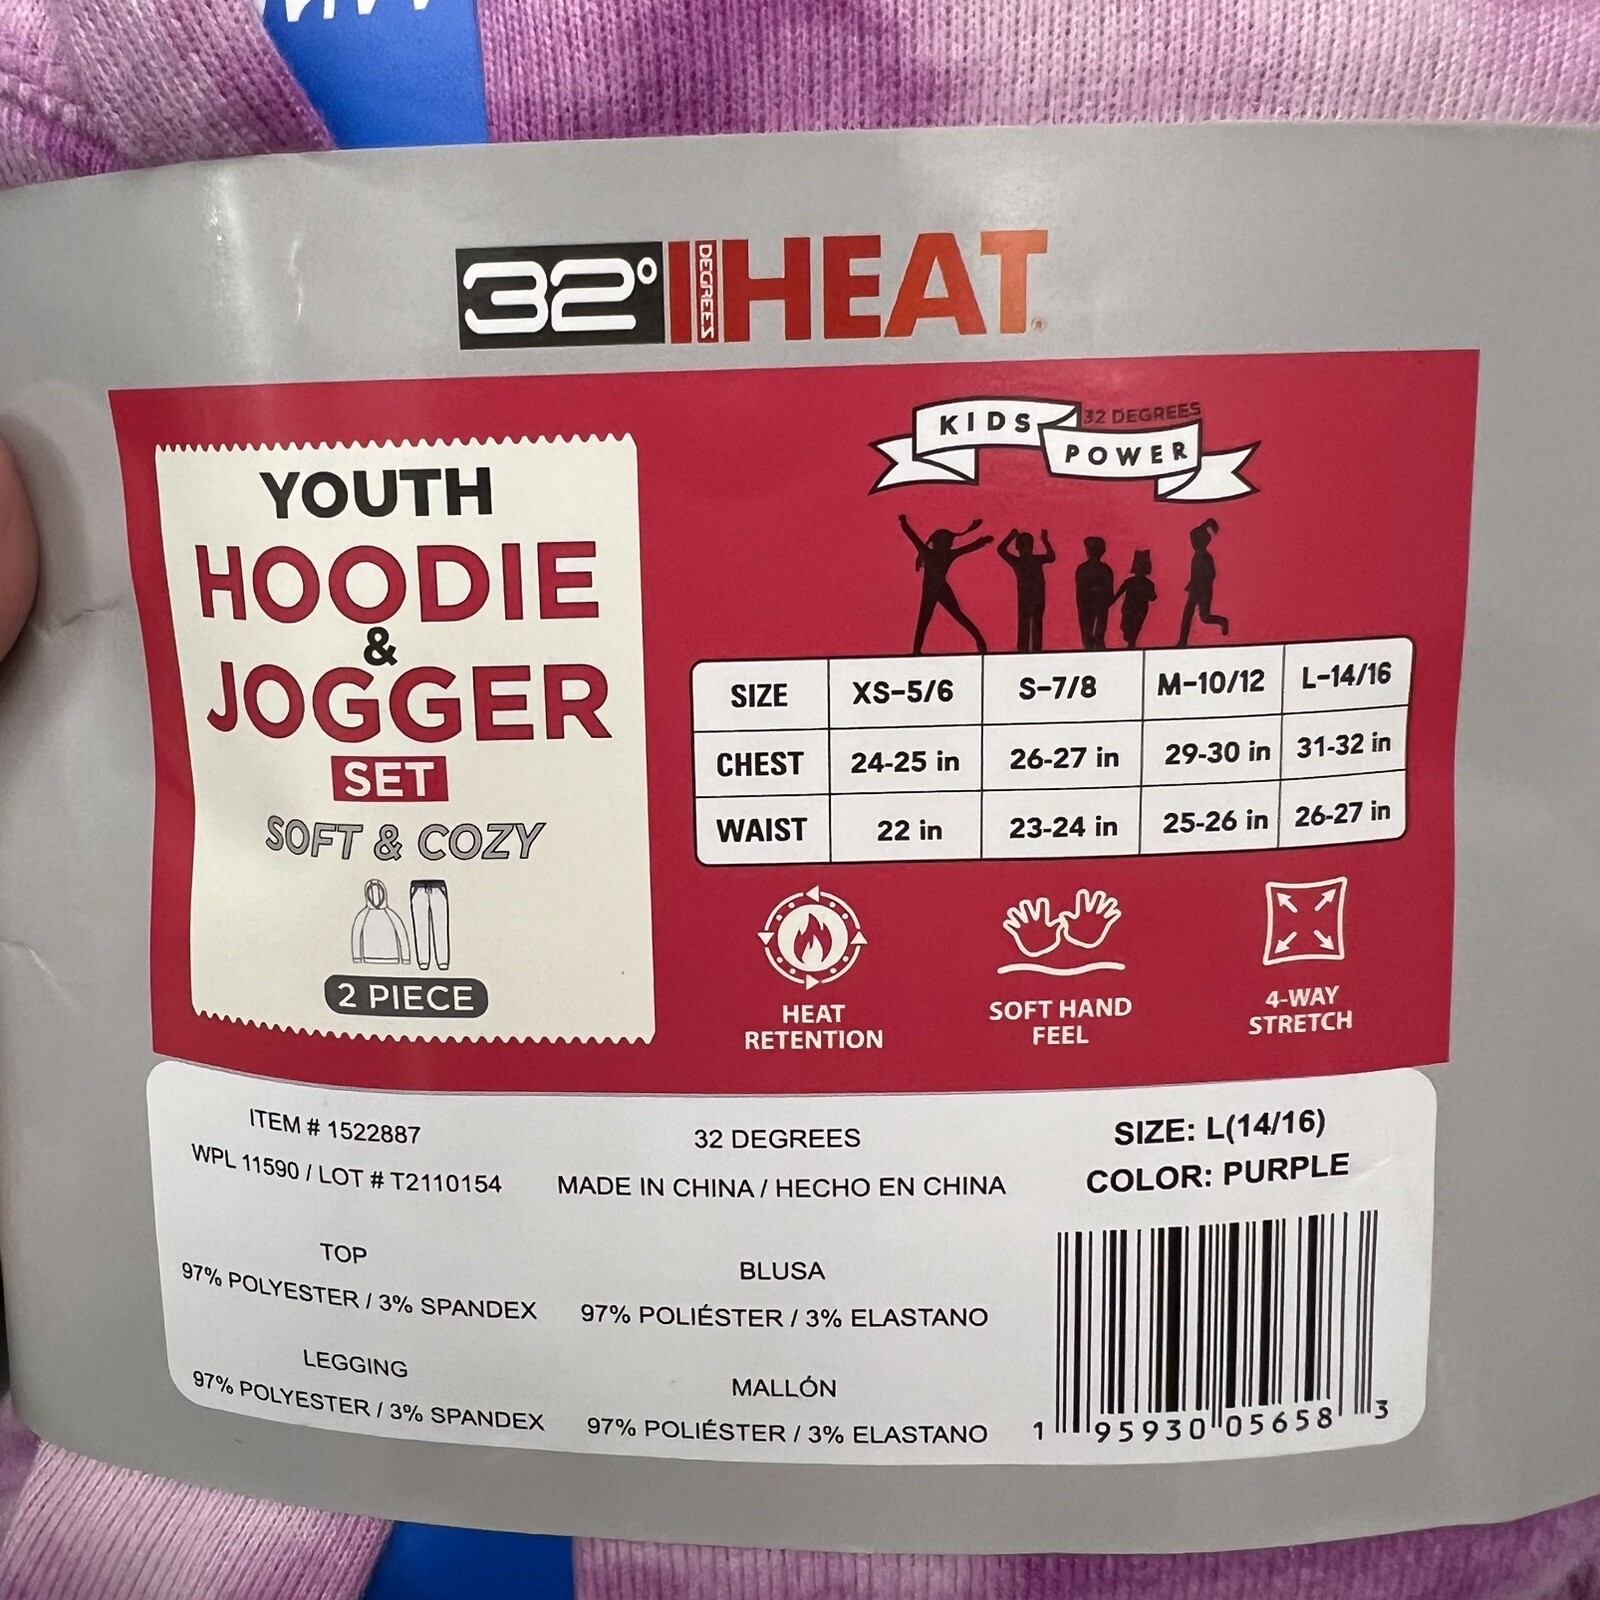 32° DEGREES HEAT®
YOUTH
HOODIE
&
JOGGER
SET
SOFT & COZY
2 PIECE
KIDS 32 DEGREES
POWER
SIZE XS-5/6 S-7/8 M-10/12 L-14/16
CHEST 24-25 in 26-27 in 29-30 in 31-32 in
WAIST 22 in 23-24 in 25-26 in 26-27 in
HEAT
RETENTION
SOFT HAND
FEEL
4-WAY
STRETCH
ITEM # 1522887
WPL 11590 / LOT # T2110154
TOP
97% POLYESTER / 3% SPANDEX
LEGGING
97% POLYESTER / 3% SPANDEX
32 DEGREES
MADE IN CHINA / HECHO EN CHINA
BLUSA
97% POLIÉSTER / 3% ELASTANO
MALLÓN
97% POLIÉSTER / 3% ELASTANO
SIZE: L(14/16)
COLOR: PURPLE
1 95930 05658 3